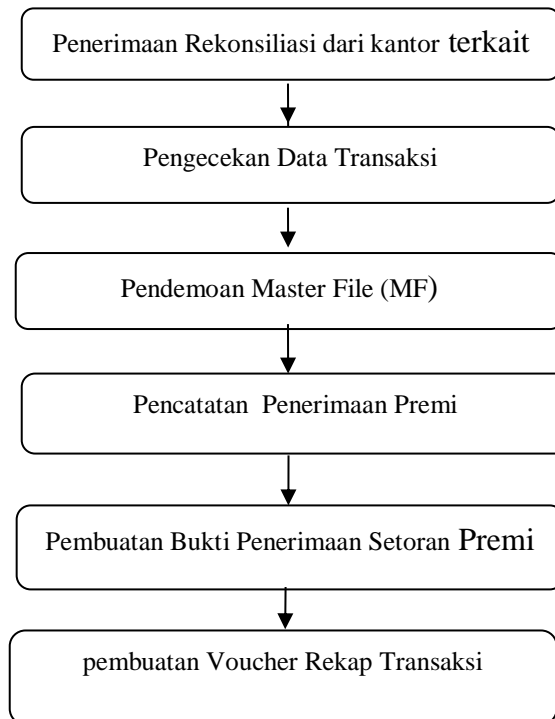 Penerimaan Rekonsiliasi dari kantor terkait
Pengecekan Data Transaksi
Pendemoan Master File (MF)
Pencatatan Penerimaan Premi
Pembuatan Bukti Penerimaan Setoran Premi
pembuatan Voucher Rekap Transaksi